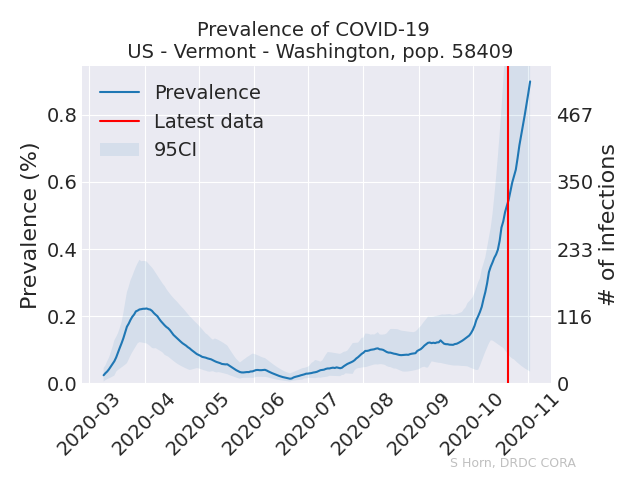 Prevalence of COVID-19
US - Vermont - Washington, pop. 58409
Prevalence
Latest data
95CI
Prevalence (%)
0.8
0.6
0.4
0.2
0.0
467
350
233
116
0
# of infections
2020-03
2020-04
2020-05
2020-06
2020-07
2020-08
2020-09
2020-10
2020-11
S Horn, DRDC CORA